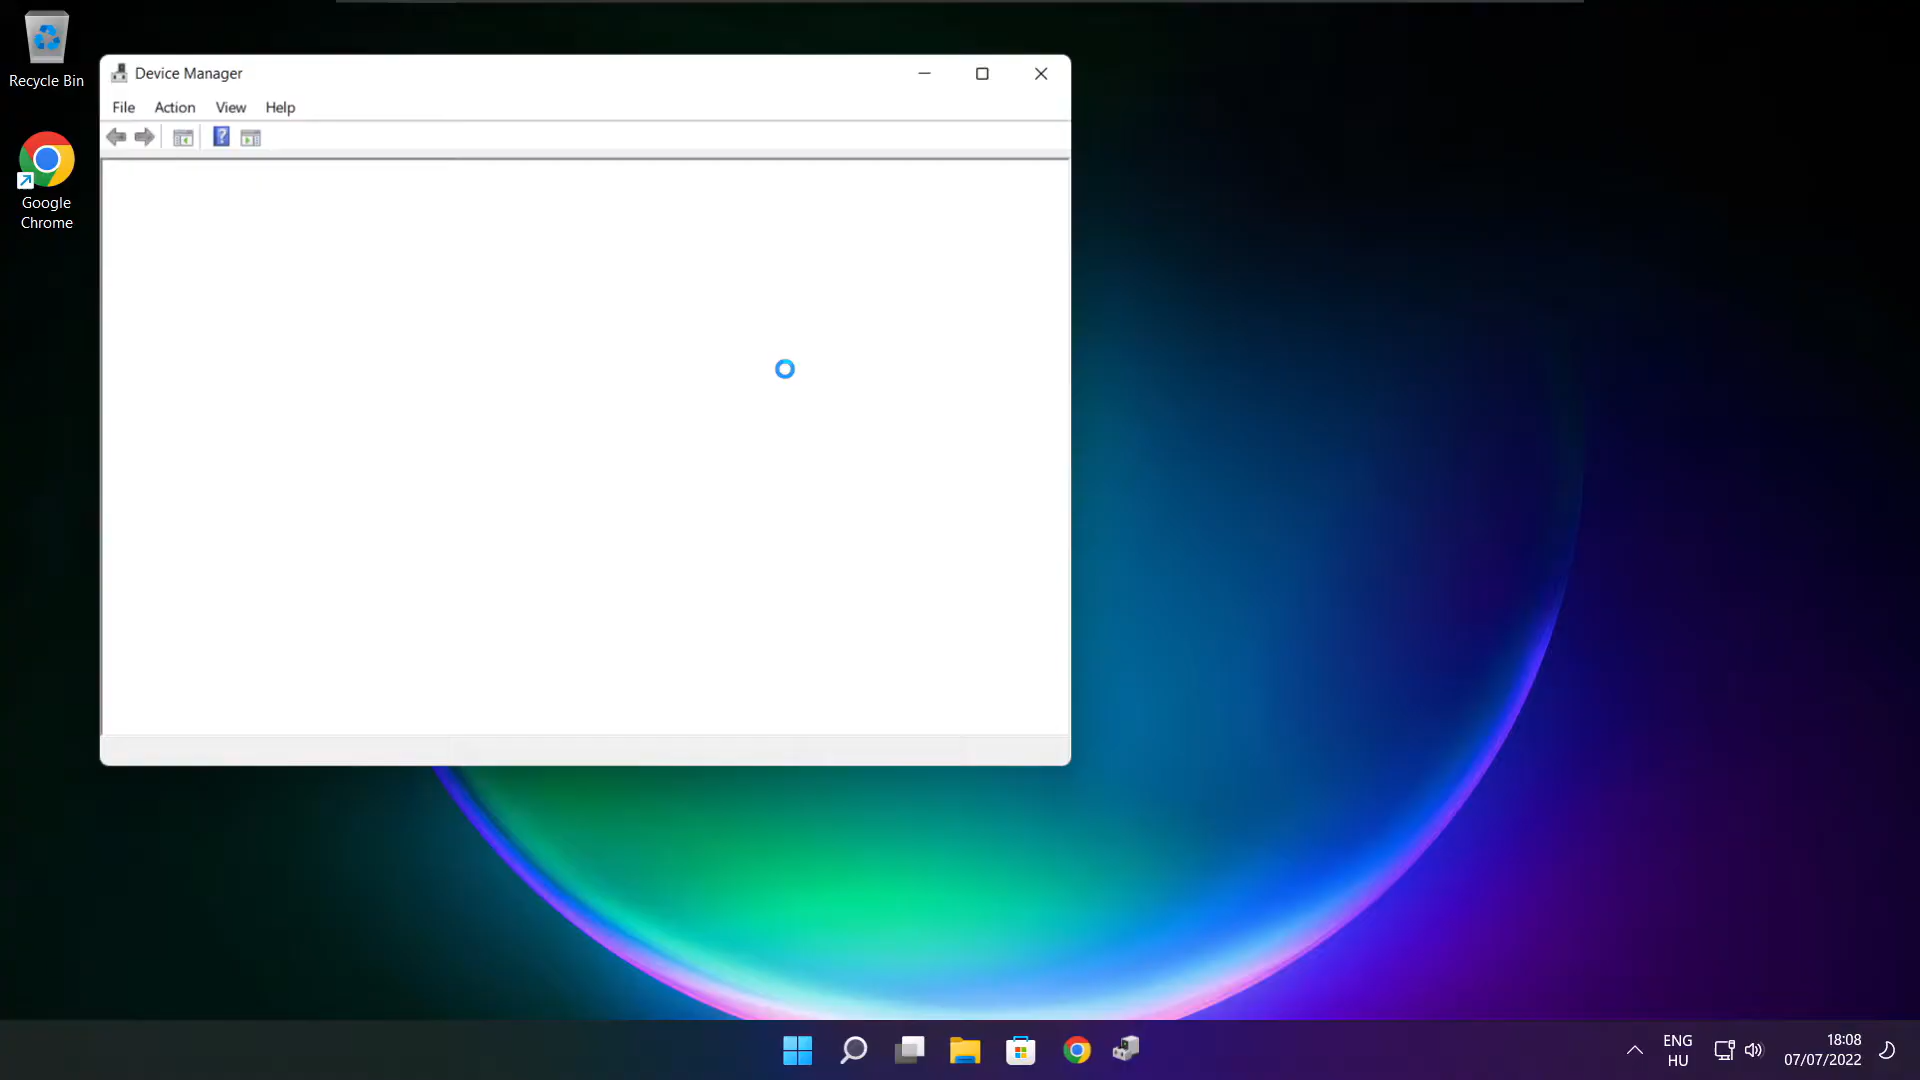 Recycle Bin
Google
Chrome
Device Manager
File Action View Help
ENG
HU
18:08
07/07/2022